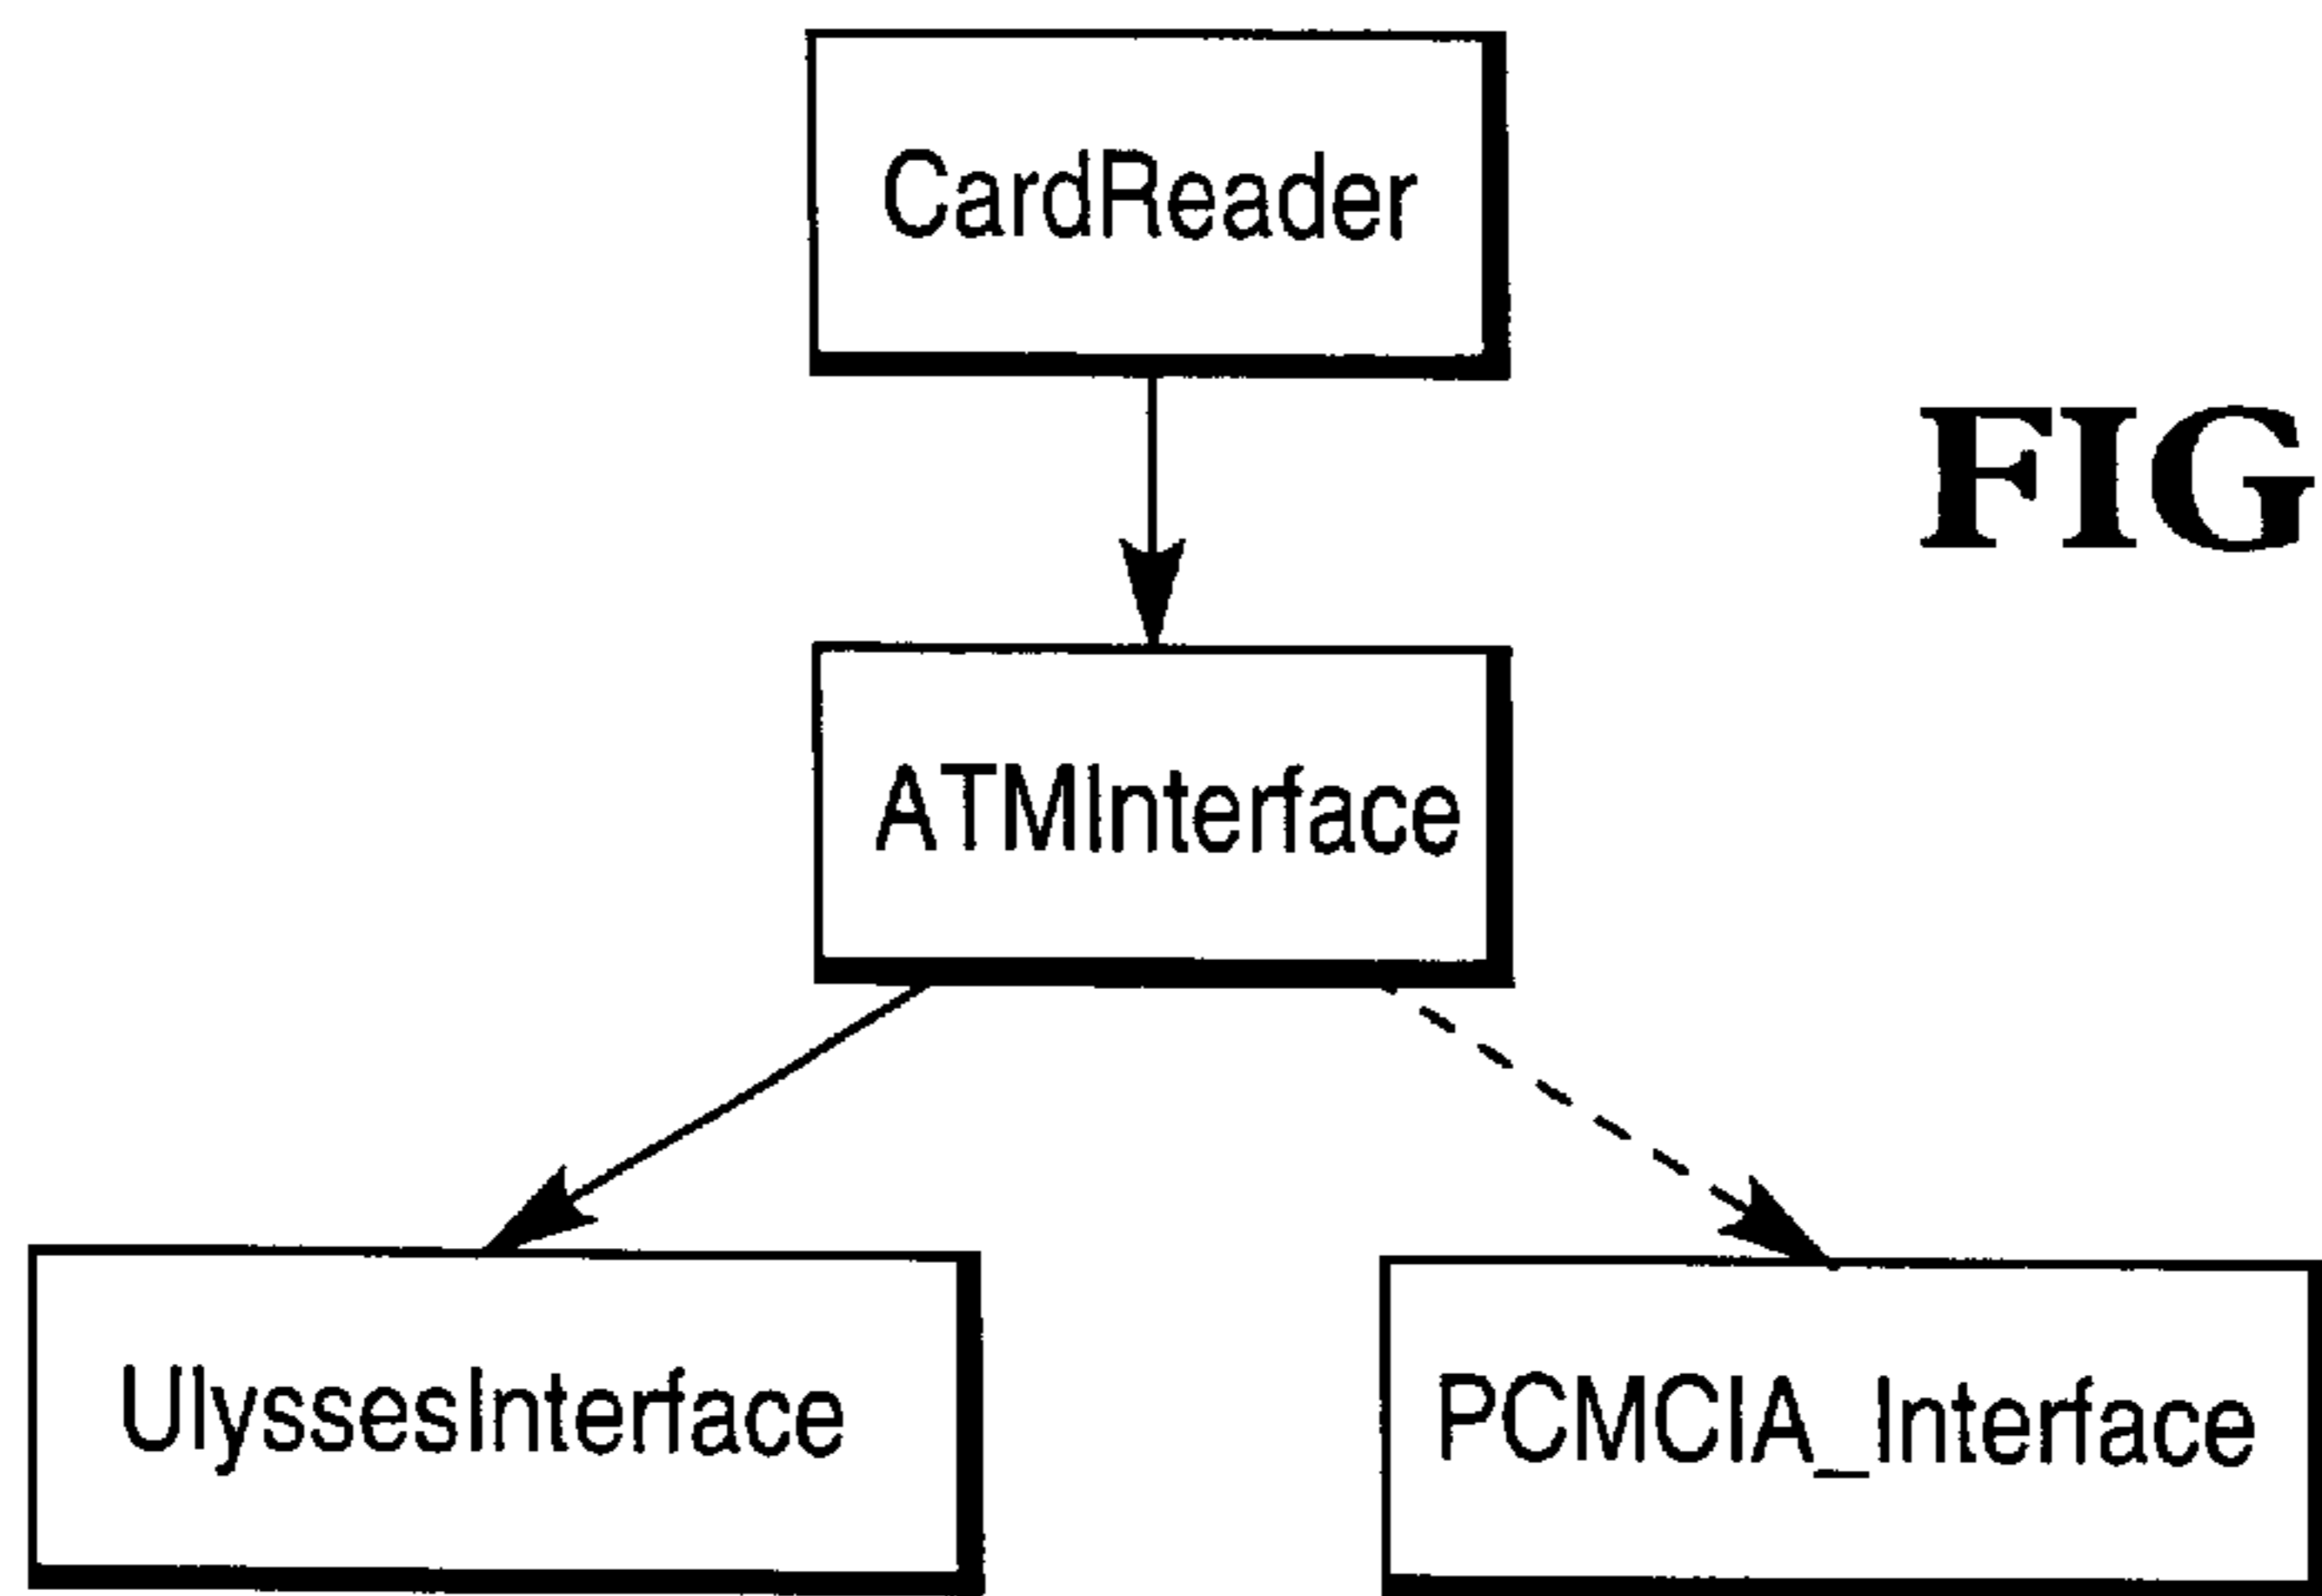 CardReader
FIG
ATMInterface
UlyssesInterface
PCMCIA_Interface